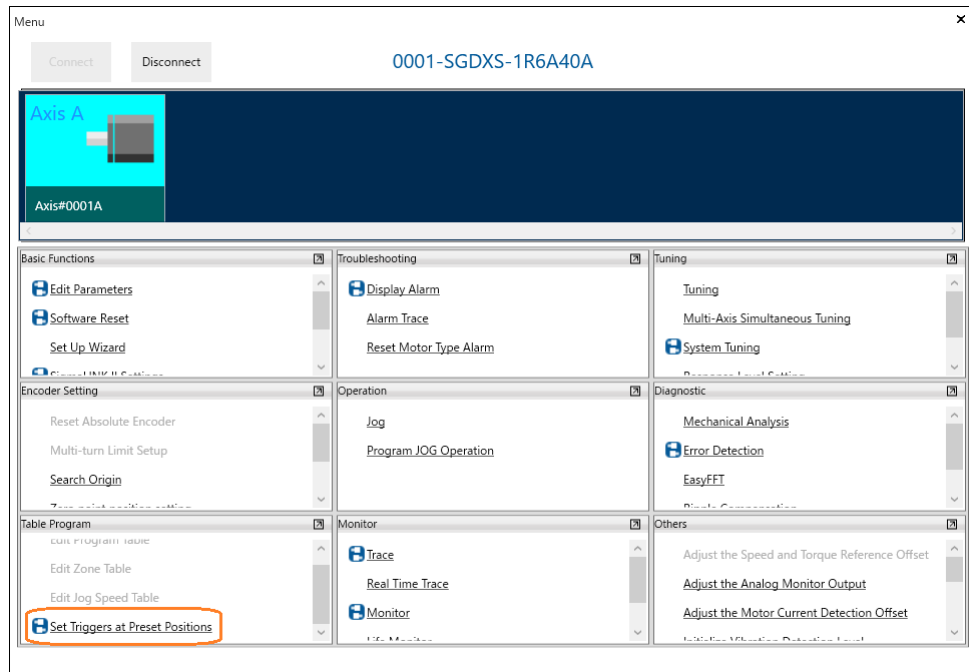 Menu
Connect
Disconnect
0001-SGDXS-1R6A40A
Axis A
Axis#0001A
Basic Functions
Edit Parameters
Software Reset
Set Up Wizard
Troubleshooting
Display Alarm
Alarm Trace
Reset Motor Type Alarm
Tuning
Tuning
Multi-Axis Simultaneous Tuning
System Tuning
Encoder Setting
Reset Absolute Encoder
Multi-turn Limit Setup
Search Origin
Operation
Jog
Program JOG Operation
Diagnostic
Mechanical Analysis
Error Detection
EasyFFT
Table Program
Edit Program Table
Edit Zone Table
Edit Jog Speed Table
Set Triggers at Preset Positions
Monitor
Trace
Real Time Trace
Monitor
Others
Adjust the Speed and Torque Reference Offset
Adjust the Analog Monitor Output
Adjust the Motor Current Detection Offset